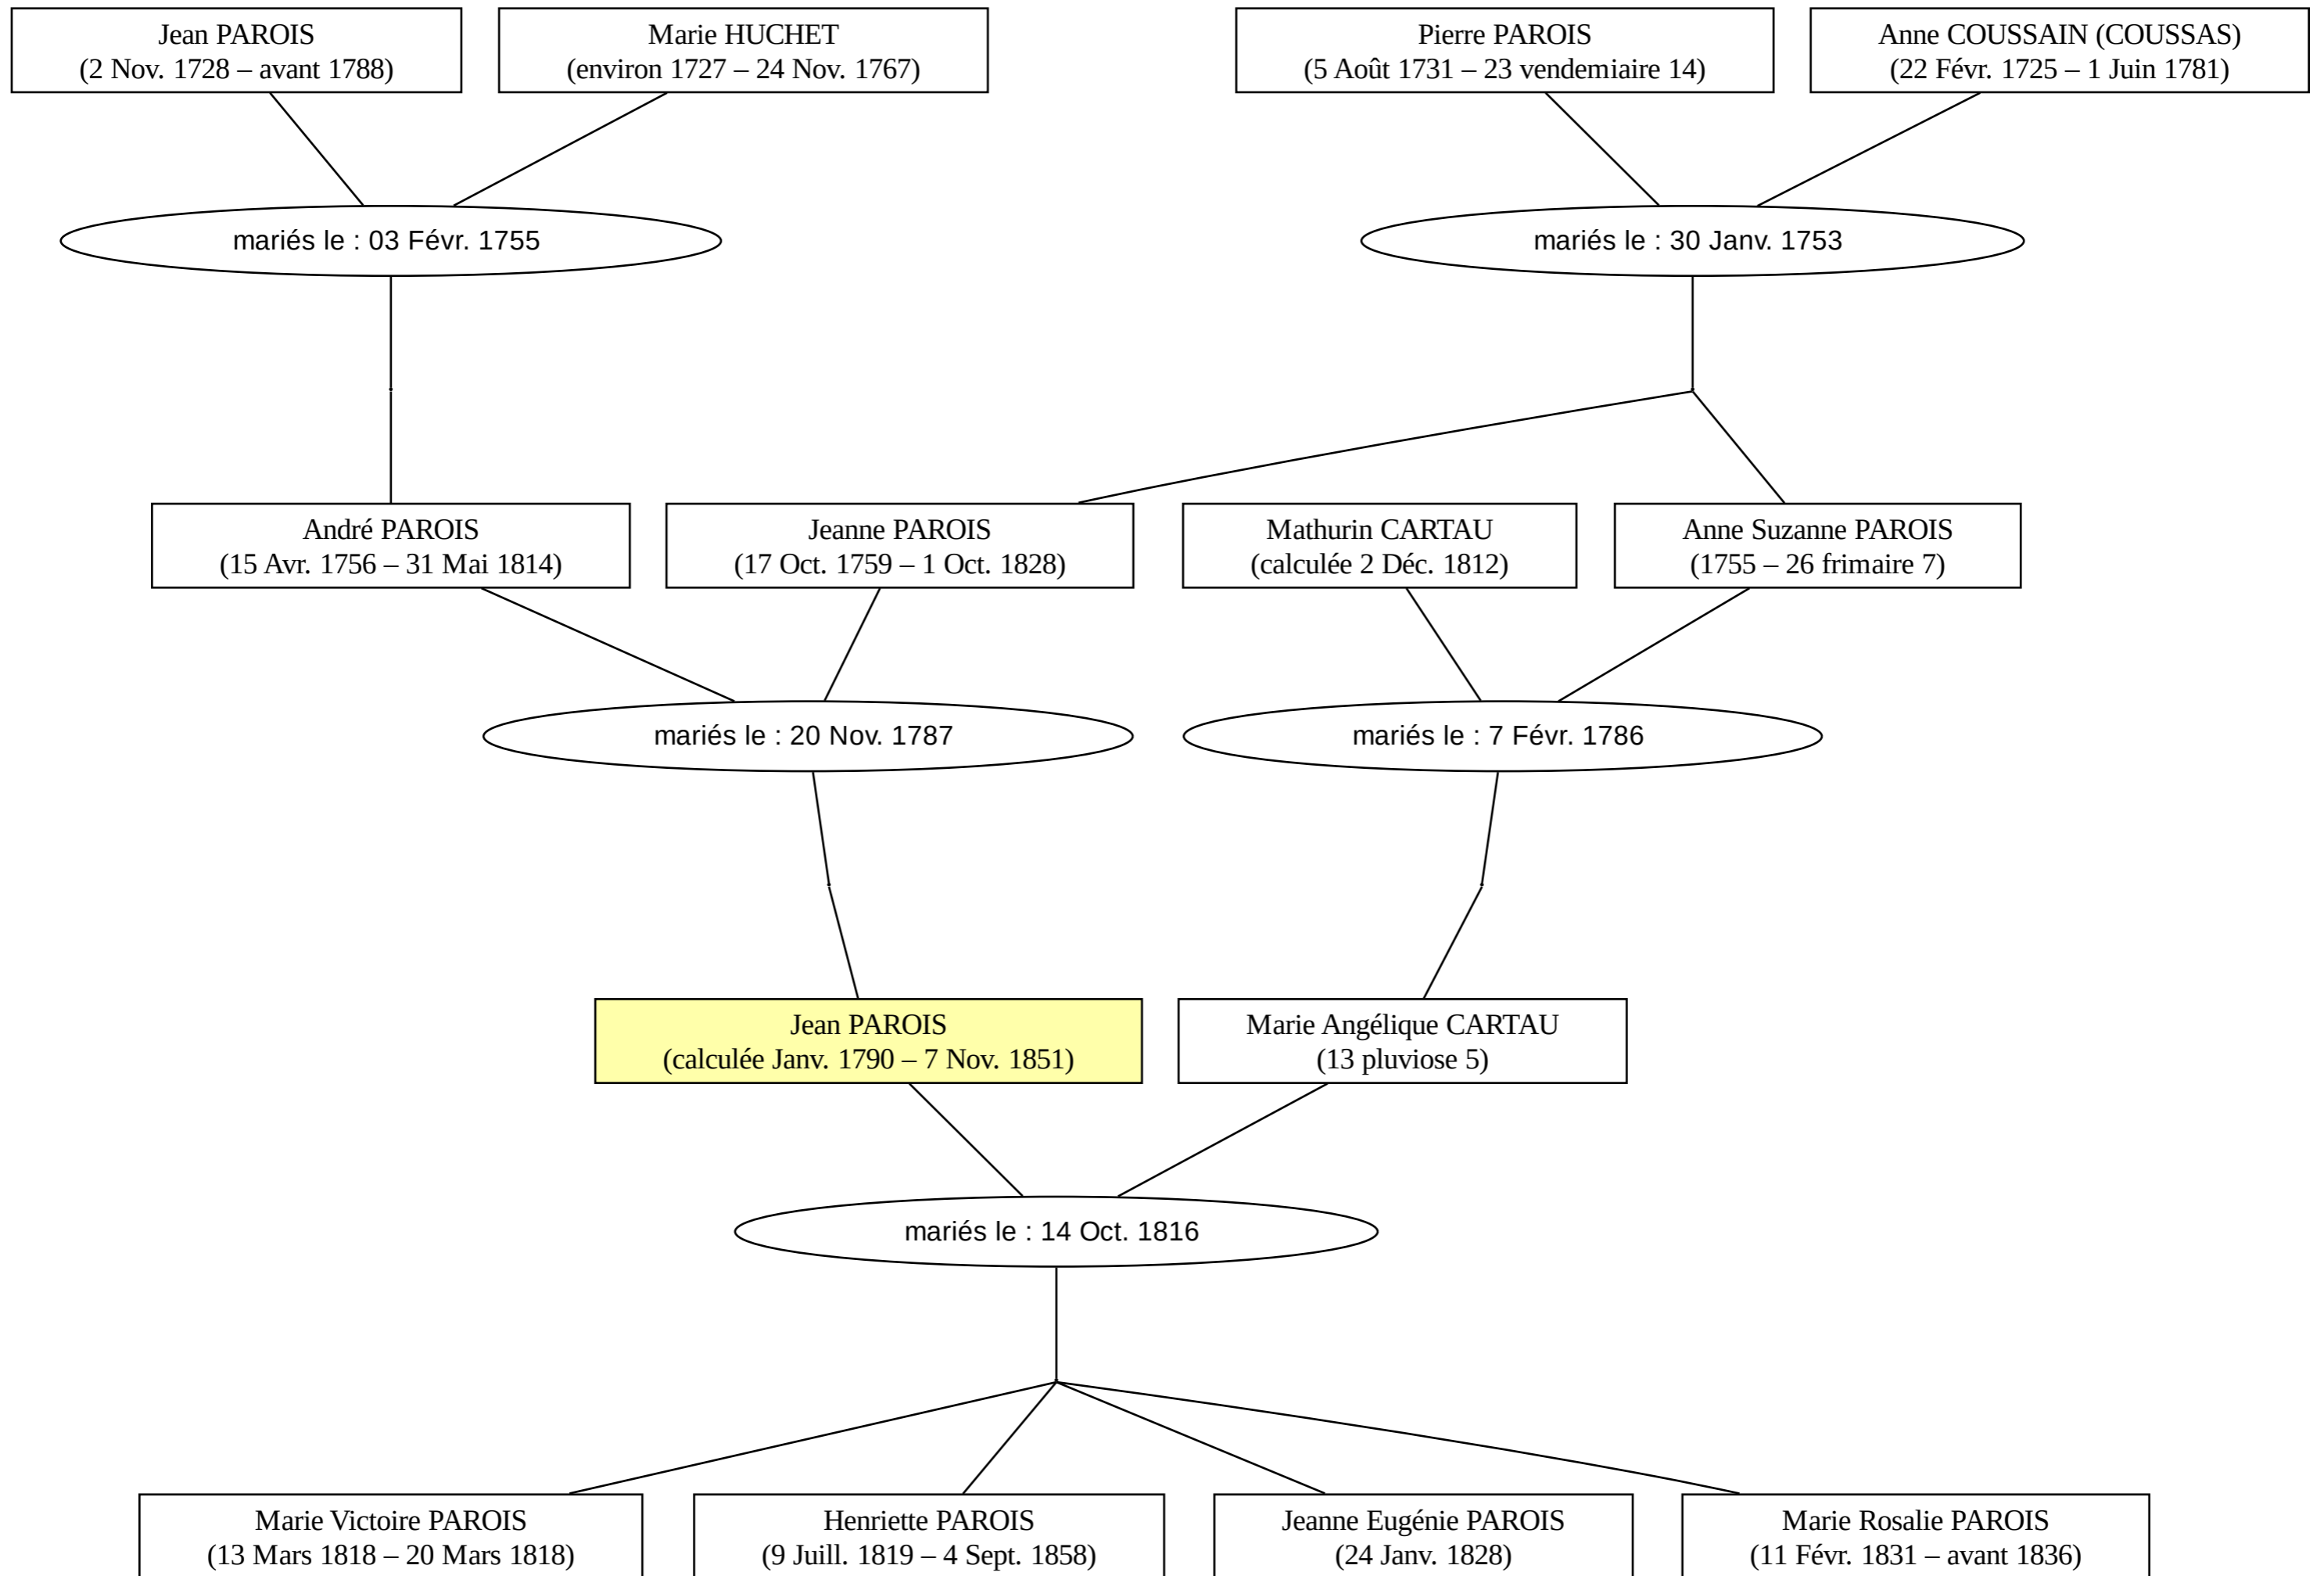 Jean PAROIS
(2 Nov. 1728 – avant 1788)
Marie HUCHET
(environ 1727 – 24 Nov. 1767)
Pierre PAROIS
(5 Août 1731 – 23 vendemiaire 14)
Anne COUSSAIN (COUSSAS)
(22 Févr. 1725 – 1 Juin 1781)
mariés le : 03 Févr. 1755
mariés le : 30 Janv. 1753
André PAROIS
(15 Avr. 1756 – 31 Mai 1814)
Jeanne PAROIS
(17 Oct. 1759 – 1 Oct. 1828)
Mathurin CARTAU
(calculée 2 Déc. 1812)
Anne Suzanne PAROIS
(1755 – 26 frimaire 7)
mariés le : 20 Nov. 1787
mariés le : 7 Févr. 1786
Jean PAROIS
(calculée Janv. 1790 – 7 Nov. 1851)
Marie Angélique CARTAU
(13 pluviose 5)
mariés le : 14 Oct. 1816
Marie Victoire PAROIS
(13 Mars 1818 – 20 Mars 1818)
Henriette PAROIS
(9 Juill. 1819 – 4 Sept. 1858)
Jeanne Eugénie PAROIS
(24 Janv. 1828)
Marie Rosalie PAROIS
(11 Févr. 1831 – avant 1836)